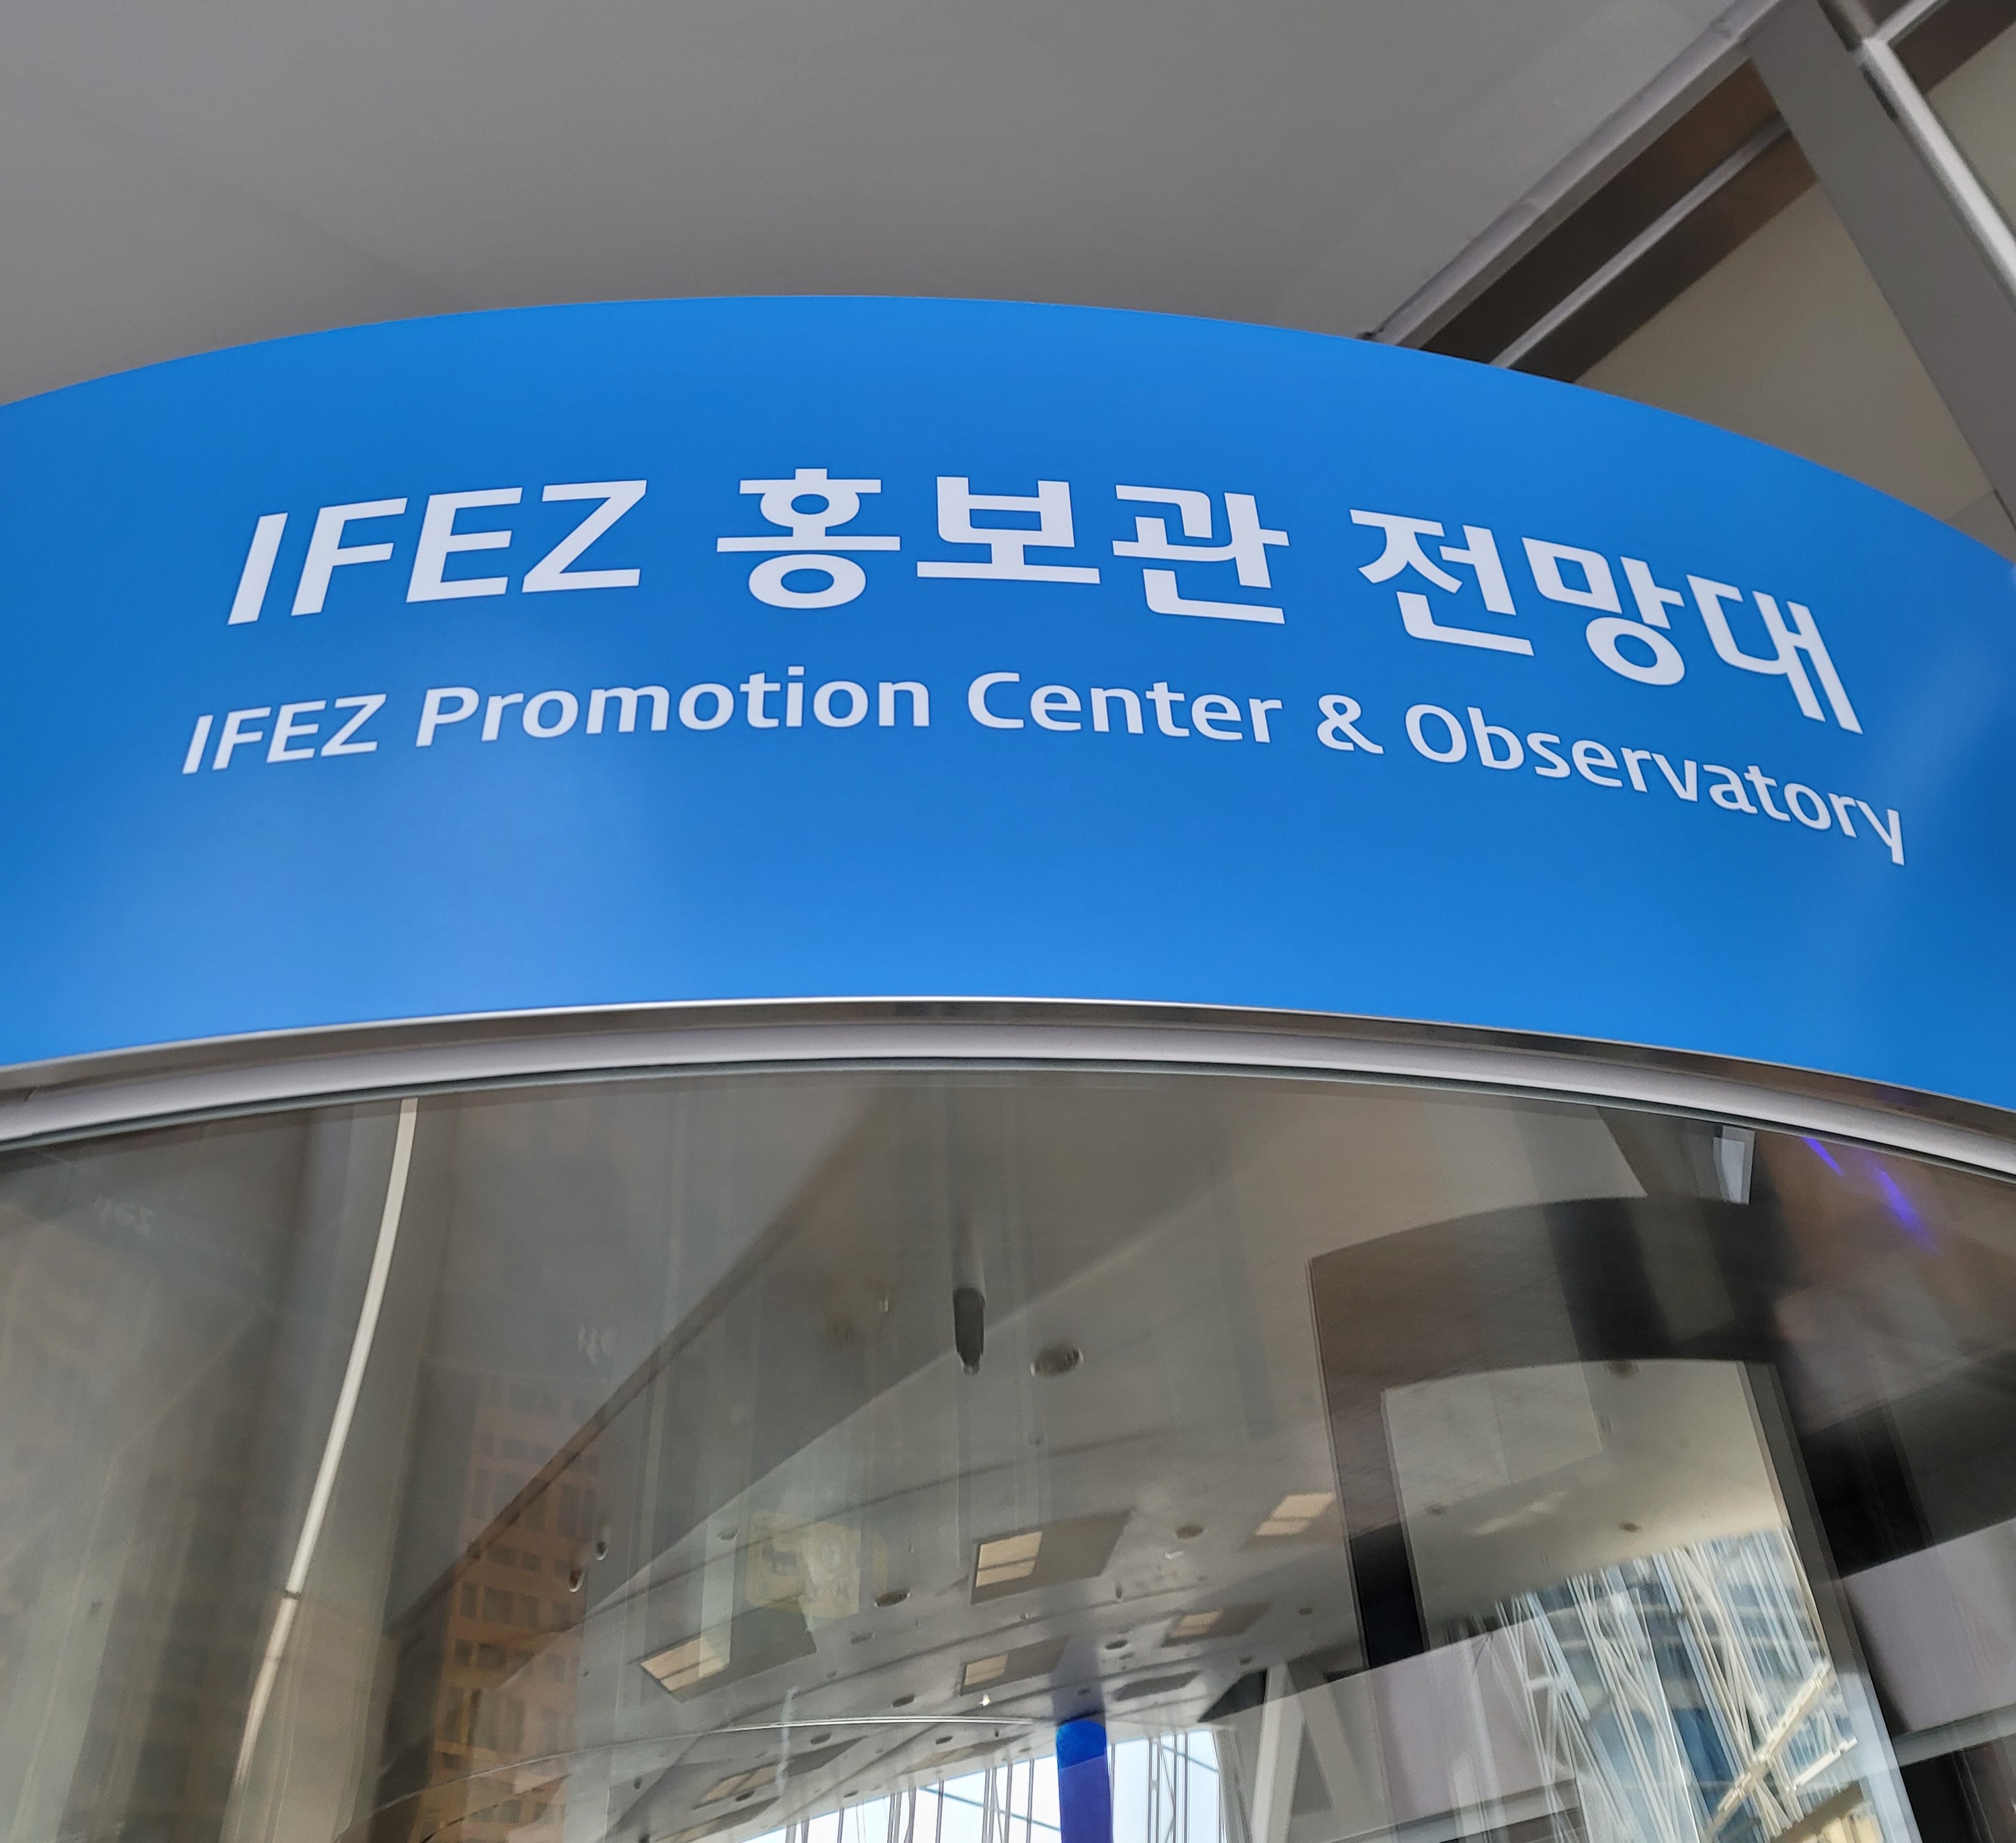 IFEZ 홍보관 전망대
IFEZ Promotion Center & Observatory